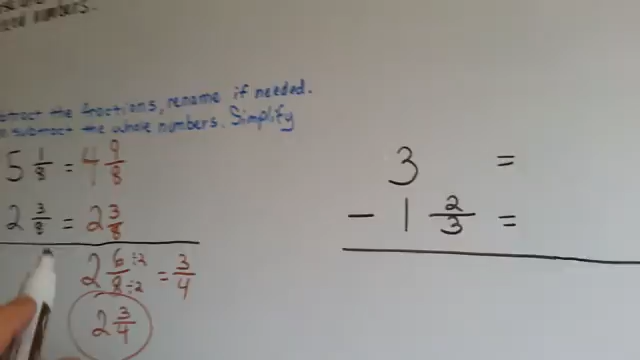 numbers.
the fractions, rename if needed.
subtract the whole numbers. Simplify
5 1/8 = 4 9/8
2 3/8 = 2 3/8
2 6/8 ÷2 ÷2 = 3/4
2 3/4
3 =
- 1 2/3 =